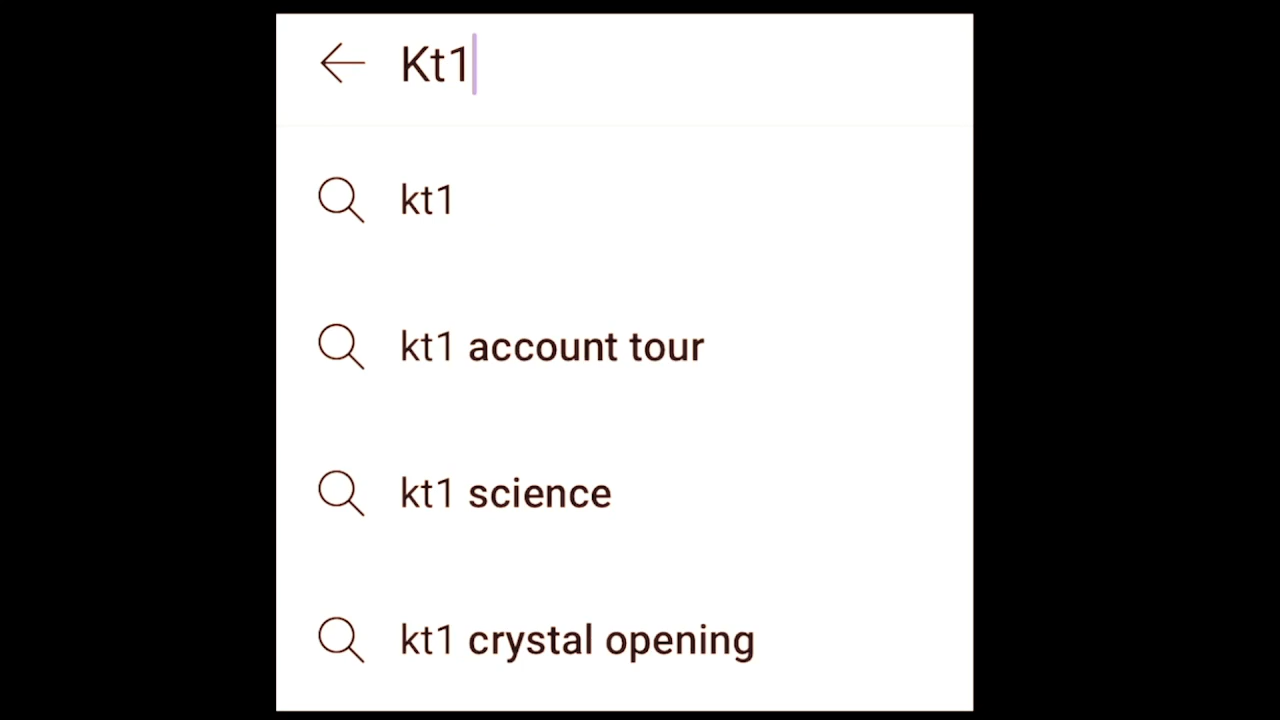 Kt1
kt1
kt1 account tour
kt1 science
kt1 crystal opening